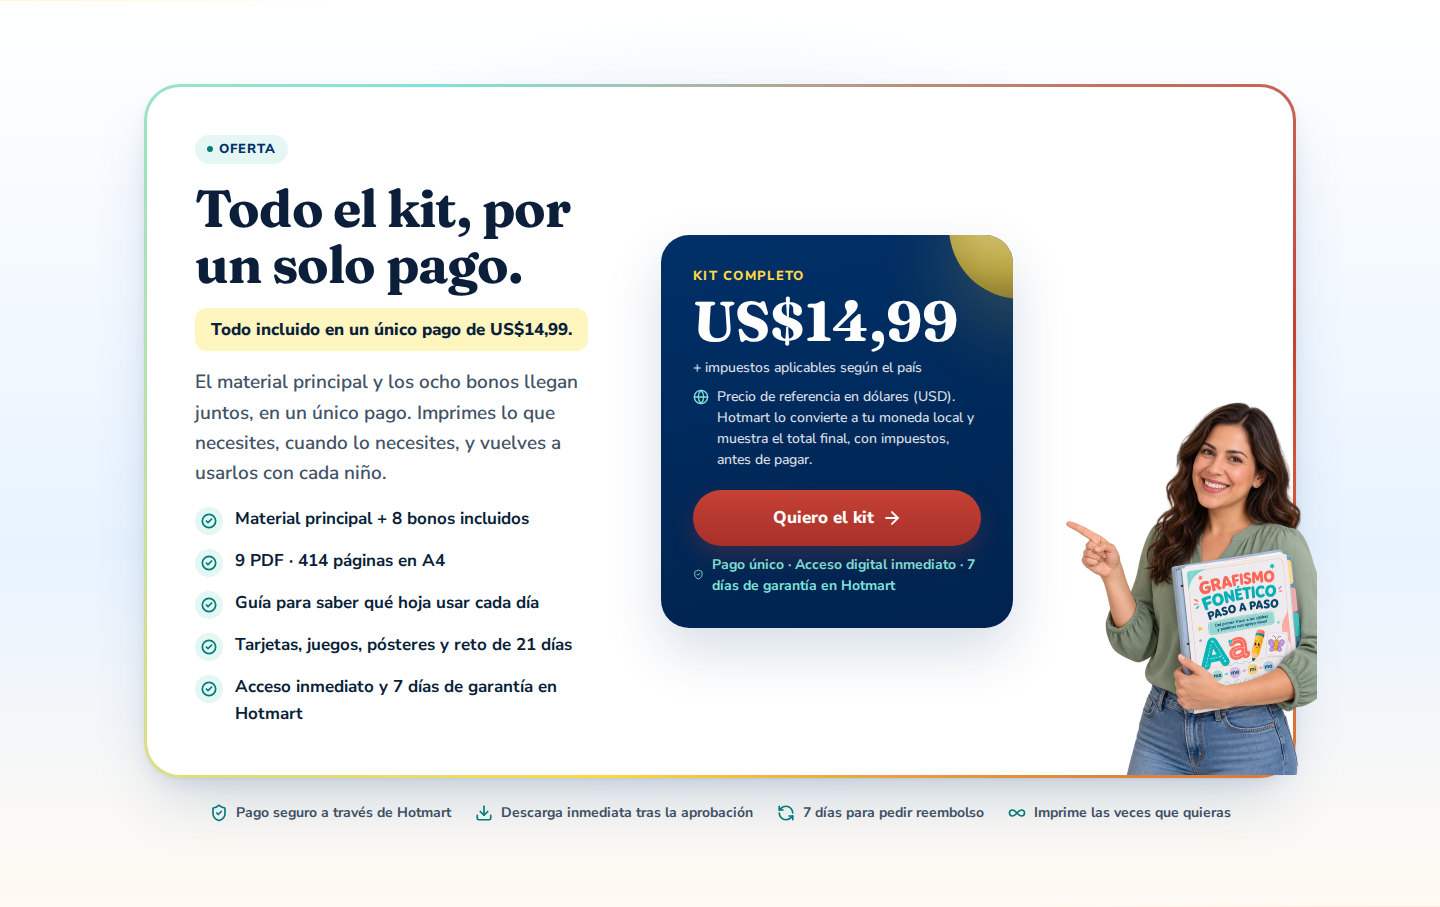 OFERTA
Todo el kit, por
un solo pago.
Todo incluido en un único pago de US$14,99.
El material principal y los ocho bonos llegan
juntos, en un único pago. Imprimes lo que
necesites, cuando lo necesites, y vuelves a
usarlos con cada niño.
Material principal + 8 bonos incluidos
9 PDF · 414 páginas en A4
Guía para saber qué hoja usar cada día
Tarjetas, juegos, pósteres y reto de 21 días
Acceso inmediato y 7 días de garantía en
Hotmart
KIT COMPLETO
US$14,99
+ impuestos aplicables según el país
Precio de referencia en dólares (USD).
Hotmart lo convierte a tu moneda local y
muestra el total final, con impuestos,
antes de pagar.
Quiero el kit
Pago único · Acceso digital inmediato · 7
días de garantía en Hotmart
GRAFISMO
FONÉTICO
PASO A PASO
Aa
Pago seguro a través de Hotmart
Descarga inmediata tras la aprobación
7 días para pedir reembolso
Imprime las veces que quieras